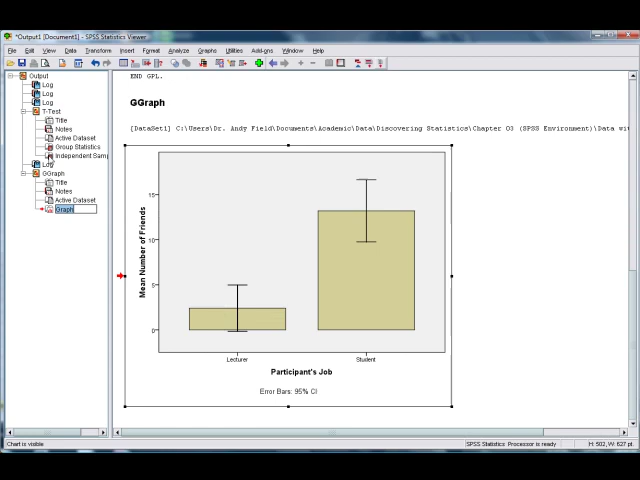 *Output1 [Document1] - SPSS Statistics Viewer
File Edit View Data Transform Insert Format Analyze Graphs Utilities Add-ons Window Help
Output
Log
Log
Log
T-Test
Title
Notes
Active Dataset
Group Statistics
Independent Sam
Log
GGraph
Title
Notes
Active Dataset
Graph
END GPL.
GGraph
[DataSet1] C:\Users\Dr. Andy Field\Documents\Academic\Data\Discovering Statistics\Chapter 03 (SPSS Environment)\Data wi
Mean Number of Friends
15
10
5
0
Lecturer Student
Participant's Job
Error Bars: 95% CI
Chart is visible
SPSS Statistics Processor is ready
H: 502, W: 627 pt.